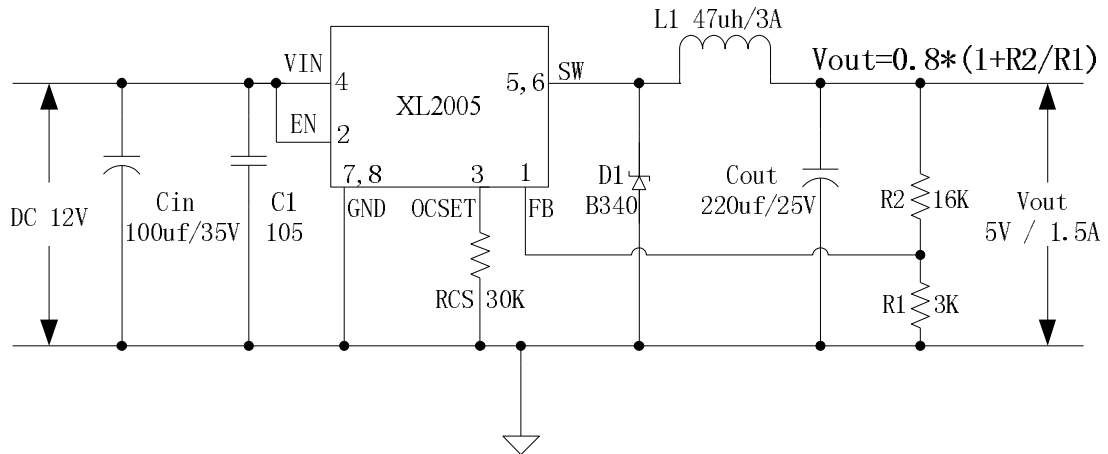 L1 47uh/3A
Vout=0.8*(1+R2/R1)
VIN
4
5,6
SW
XL2005
EN
2
7,8
3
1
GND
OCSET
FB
DC 12V
Cin
100uf/35V
C1
105
RCS 30K
D1
B340
Cout
220uf/25V
R2 16K
R1 3K
Vout
5V / 1.5A